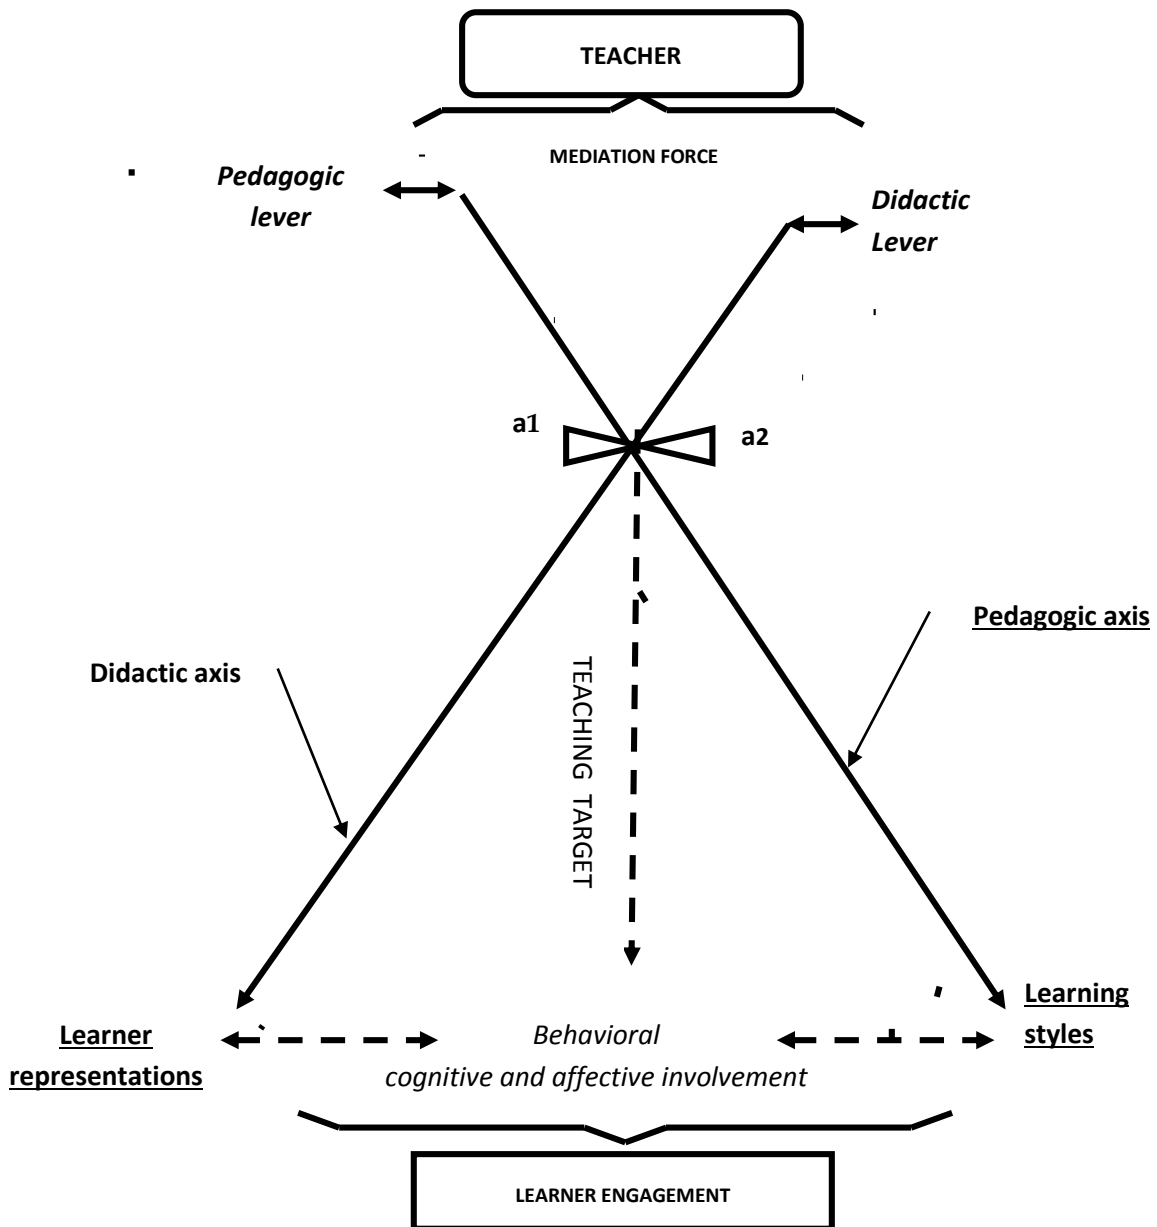 TEACHER
MEDIATION FORCE
Pedagogic
lever
Didactic
Lever
a1
a2
Pedagogic axis
Didactic axis
TEACHING TARGET
Learner
representations
Behavioral
cognitive and affective involvement
Learning
styles
LEARNER ENGAGEMENT